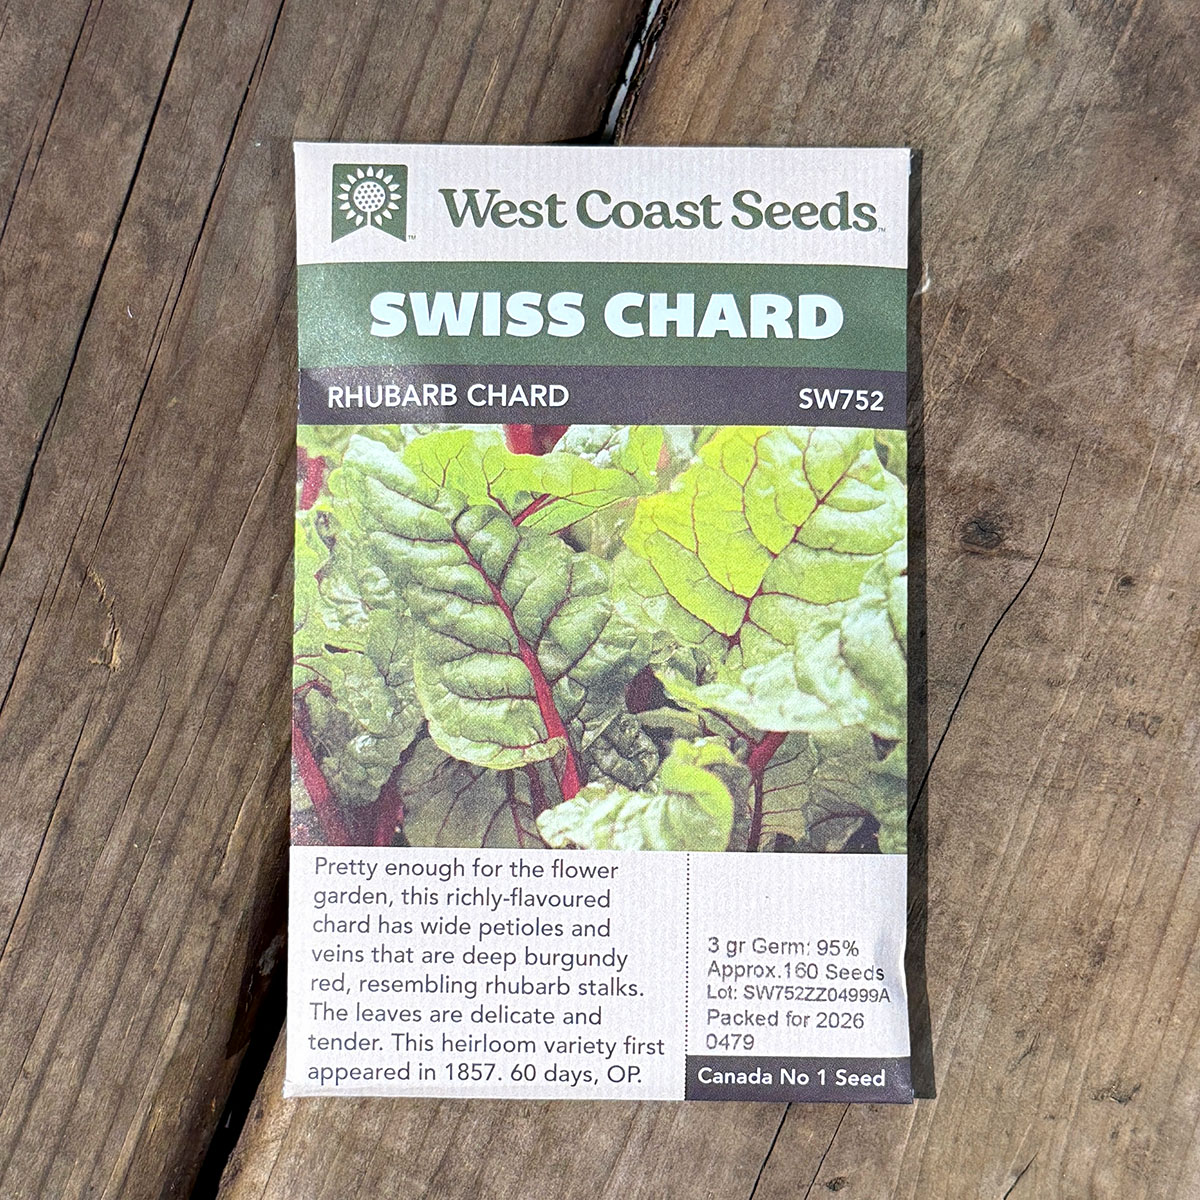 West Coast Seeds™
SWISS CHARD
RHUBARB CHARD
SW752
Pretty enough for the flower
garden, this richly-flavoured
chard has wide petioles and
veins that are deep burgundy
red, resembling rhubarb stalks.
The leaves are delicate and
tender. This heirloom variety first
appeared in 1857. 60 days, OP.
3 gr Germ: 95%
Approx.160 Seeds
Lot: SW752ZZ04999A
Packed for 2026
0479
Canada No 1 Seed